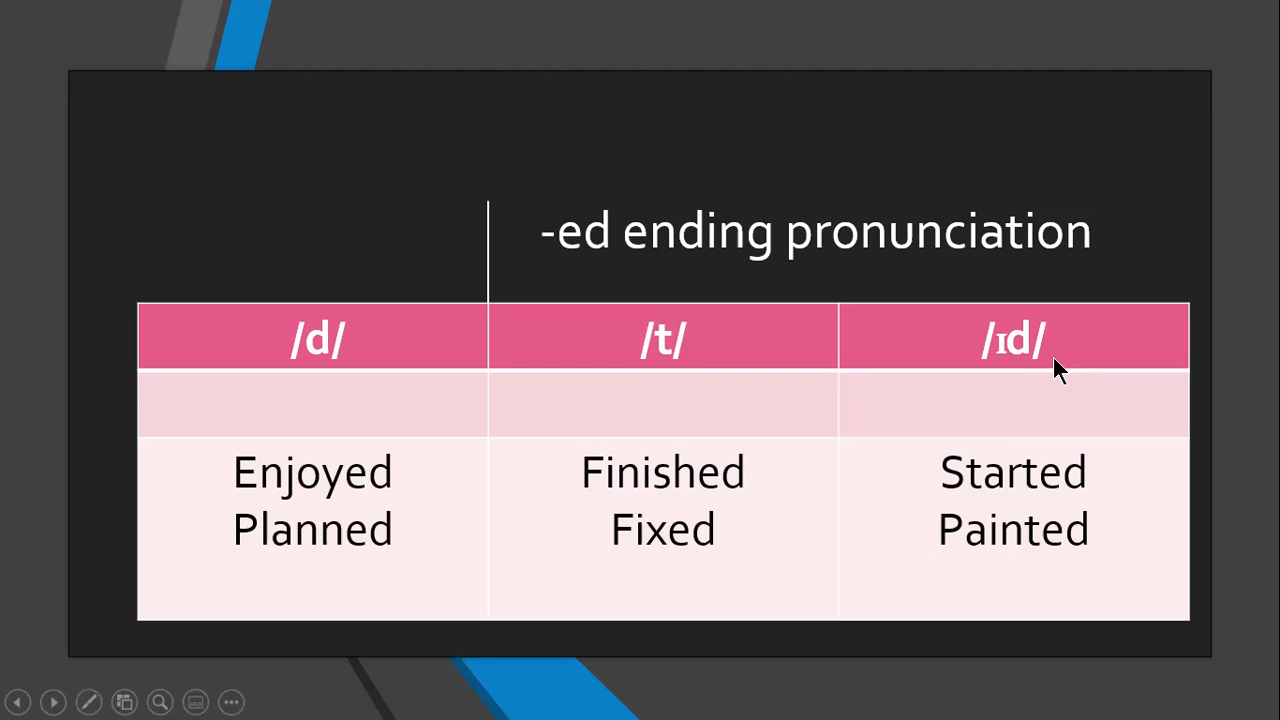 -ed ending pronunciation
/d/ /t/ /ɪd/
Enjoyed Finished Started
Planned Fixed Painted